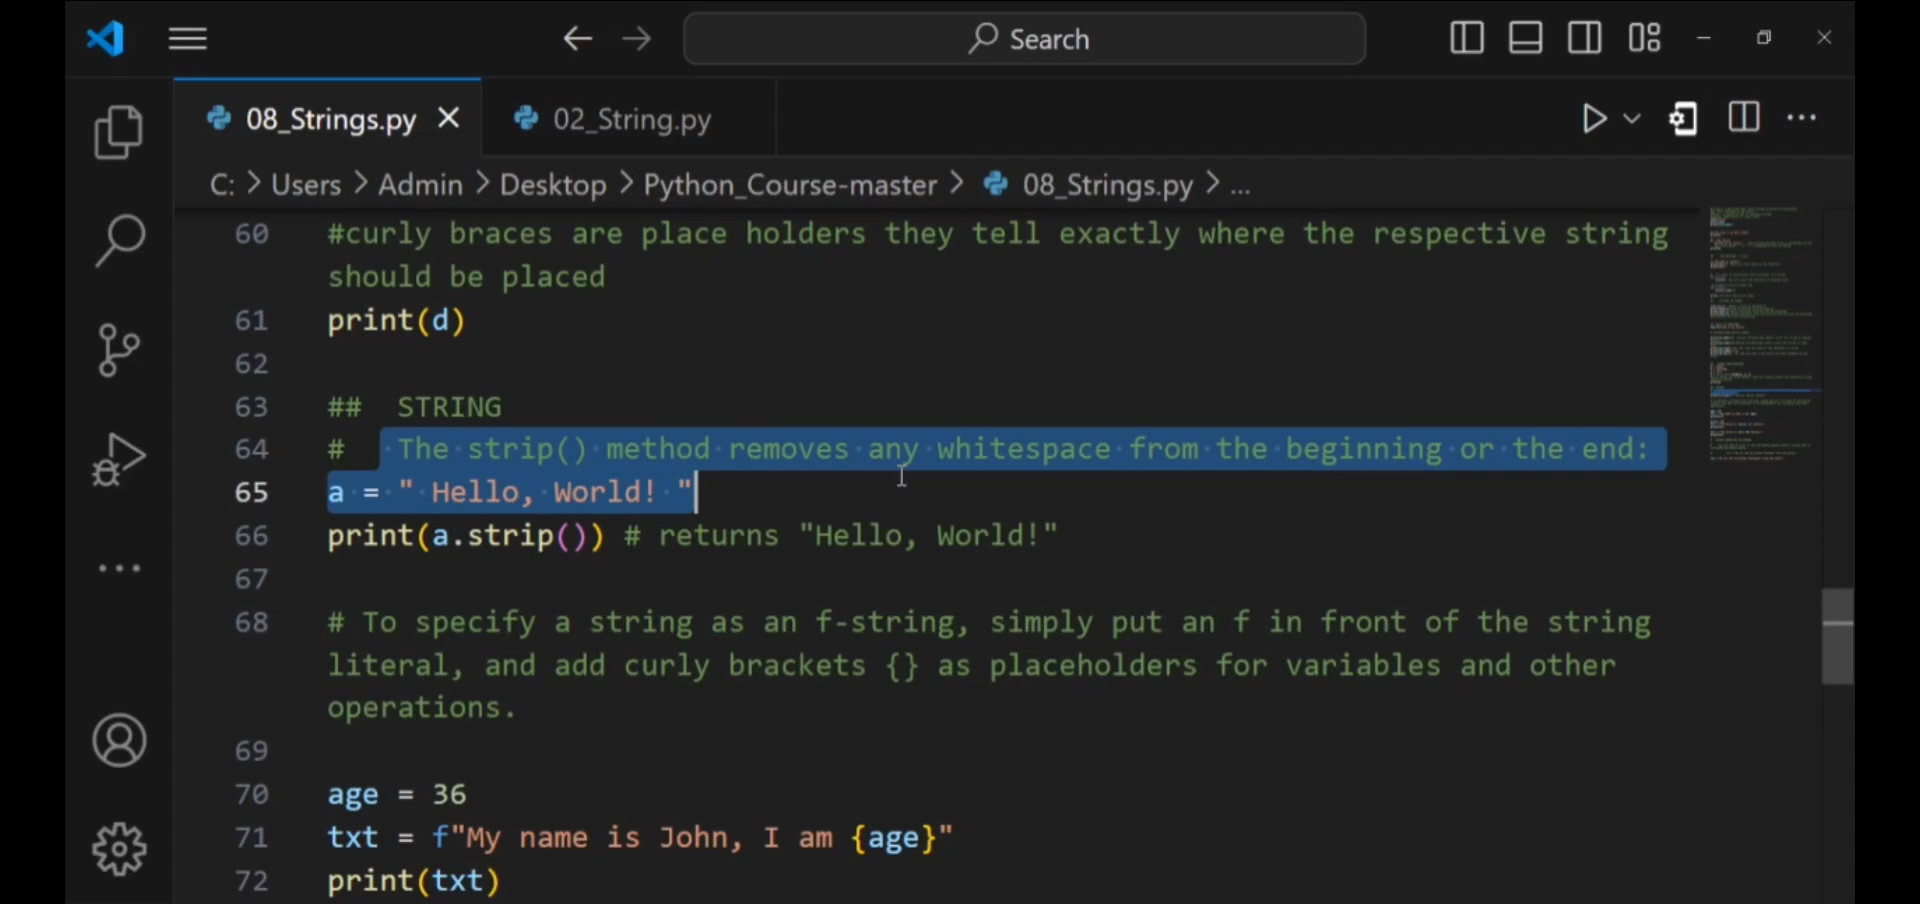 Search
08_Strings.py
02_String.py
C: > Users > Admin > Desktop > Python_Course-master > 08_Strings.py > ...
60 #curly braces are place holders they tell exactly where the respective string
should be placed
61 print(d)
62
63 ##  STRING
64 #   The strip() method removes any whitespace from the beginning or the end:
65 a = " Hello, World! "
66 print(a.strip()) # returns "Hello, World!"
67
68 # To specify a string as an f-string, simply put an f in front of the string
literal, and add curly brackets {} as placeholders for variables and other
operations.
69
70 age = 36
71 txt = f"My name is John, I am {age}"
72 print(txt)